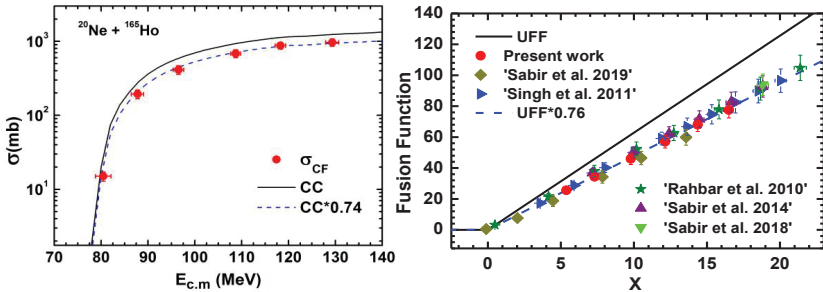 ²⁰Ne + ¹⁶⁵Ho
σ(mb)
10³
10²
10¹
σCF
CC
CC*0.74
70 80 90 100 110 120 130 140
Ec.m (MeV)
Fusion Function
140
120
100
80
60
40
20
0
UFF
Present work
'Sabir et al. 2019'
'Singh et al. 2011'
UFF*0.76
'Rahbar et al. 2010'
'Sabir et al. 2014'
'Sabir et al. 2018'
0 5 10 15 20
X